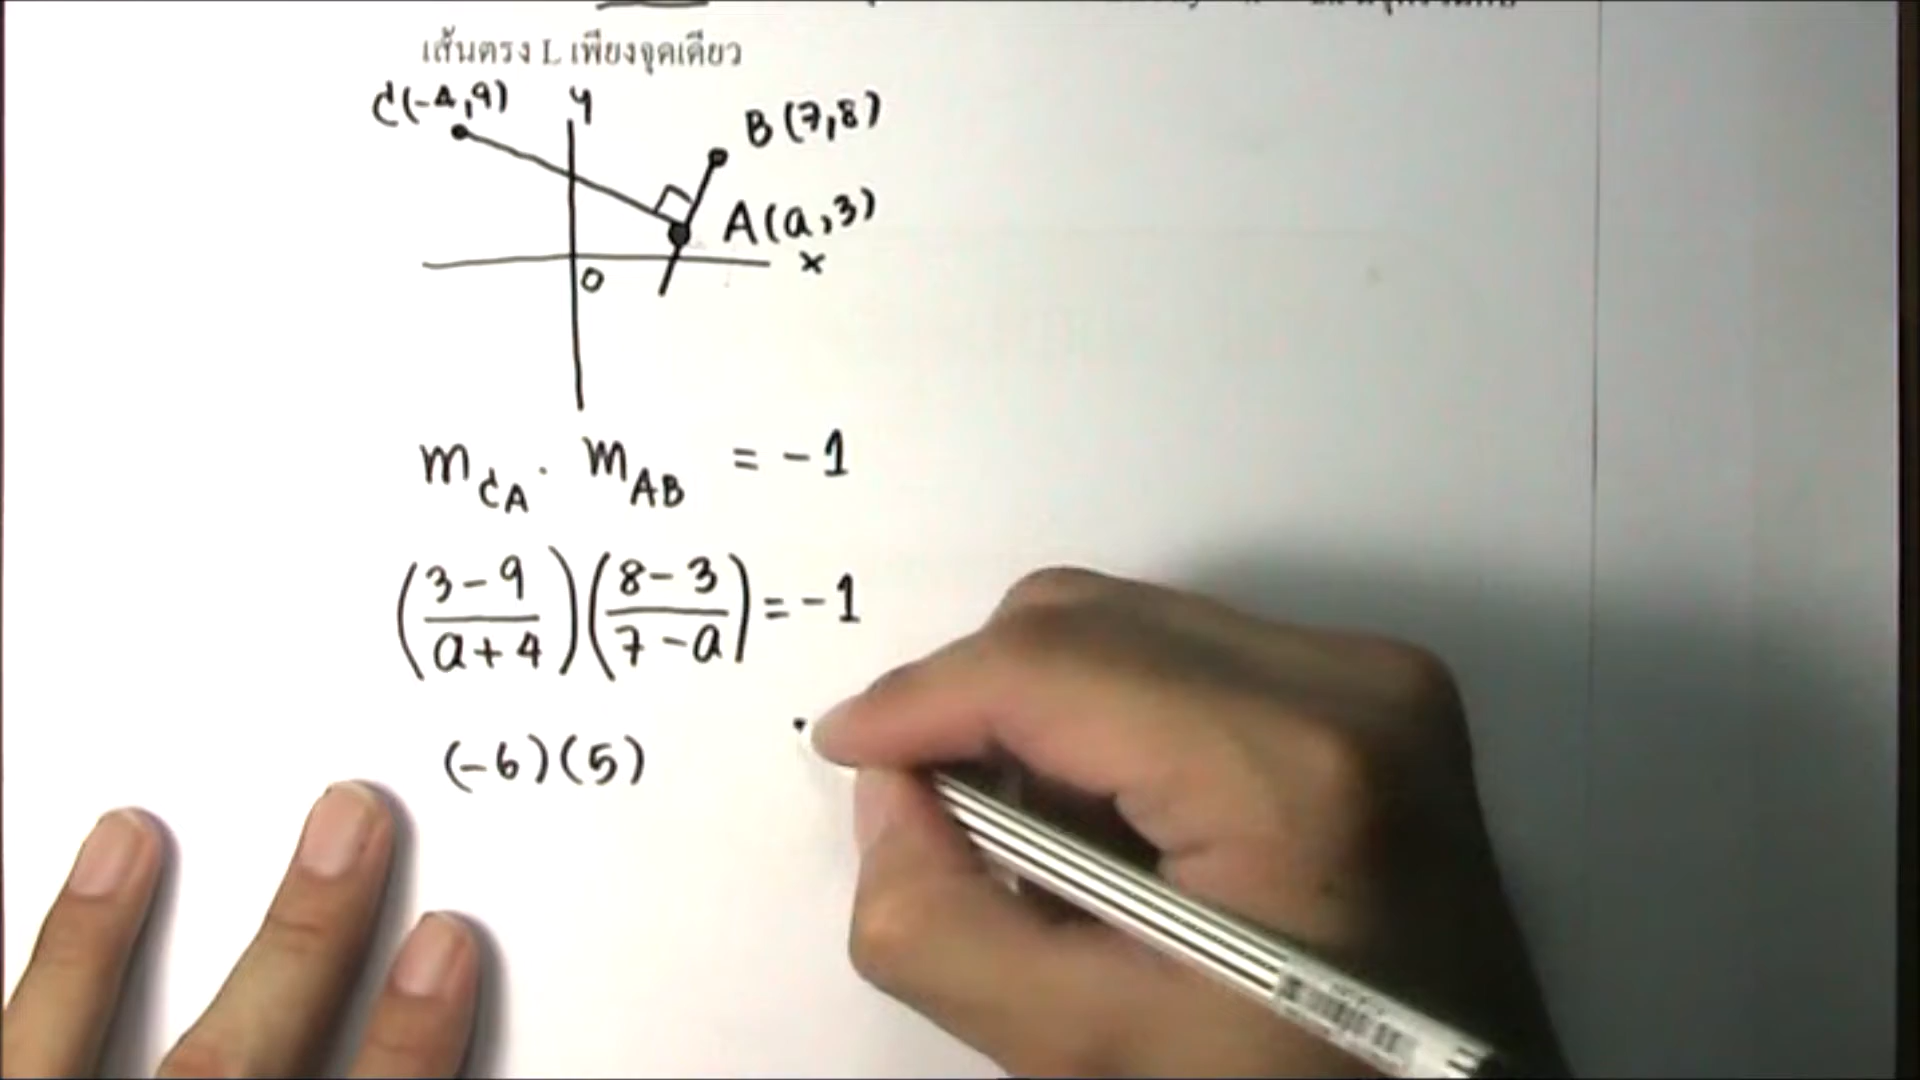 เส้นตรง L เพียงจุดเดียว
C(-4,9) y B(7,8)
A(a,3)
x
0
m_CA · m_AB = -1
(3-9/a+4)(8-3/7-a) = -1
(-6)(5)